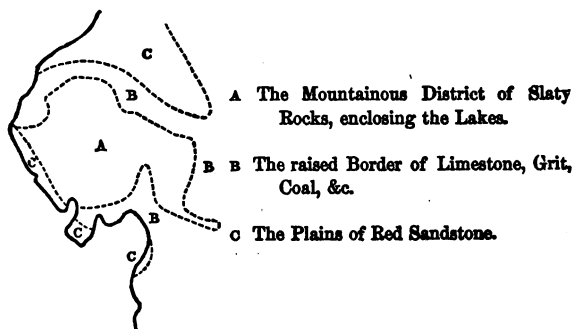 C
B
A The Mountainous District of Slaty
Rocks, enclosing the Lakes.
A
C
B B The raised Border of Limestone, Grit,
Coal, &c.
B
C
C The Plains of Red Sandstone.
C